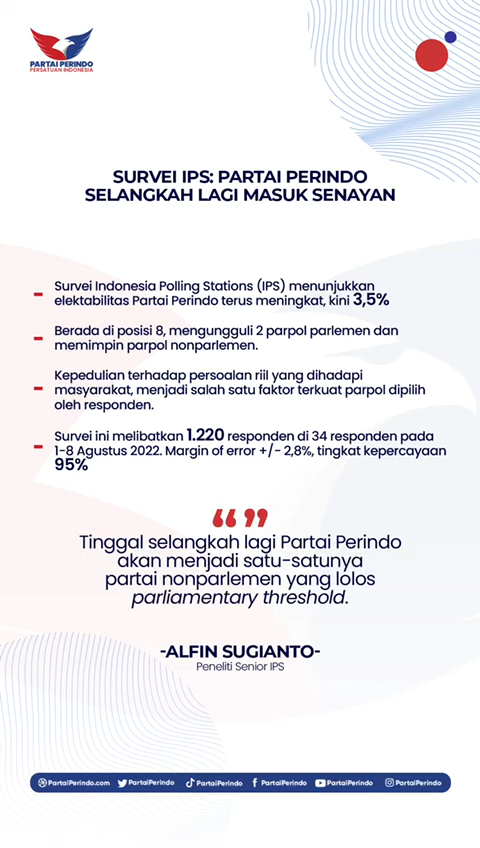 PARTAI PERINDO
PERSATUAN INDONESIA
SURVEI IPS: PARTAI PERINDO
SELANGKAH LAGI MASUK SENAYAN
- Survei Indonesia Polling Stations (IPS) menunjukkan
elektabilitas Partai Perindo terus meningkat, kini 3,5%
- Berada di posisi 8, mengungguli 2 parpol parlemen dan
memimpin parpol nonparlemen.
- Kepedulian terhadap persoalan riil yang dihadapi
masyarakat, menjadi salah satu faktor terkuat parpol dipilih
oleh responden.
- Survei ini melibatkan 1.220 responden di 34 responden pada
1-8 Agustus 2022. Margin of error +/- 2,8%, tingkat kepercayaan
95%
“ ”
Tinggal selangkah lagi Partai Perindo
akan menjadi satu-satunya
partai nonparlemen yang lolos
parliamentary threshold.
-ALFIN SUGIANTO-
Peneliti Senior IPS
PartaiPerindo.com PartaiPerindo PartaiPerindo PartaiPerindo PartaiPerindo PartaiPerindo